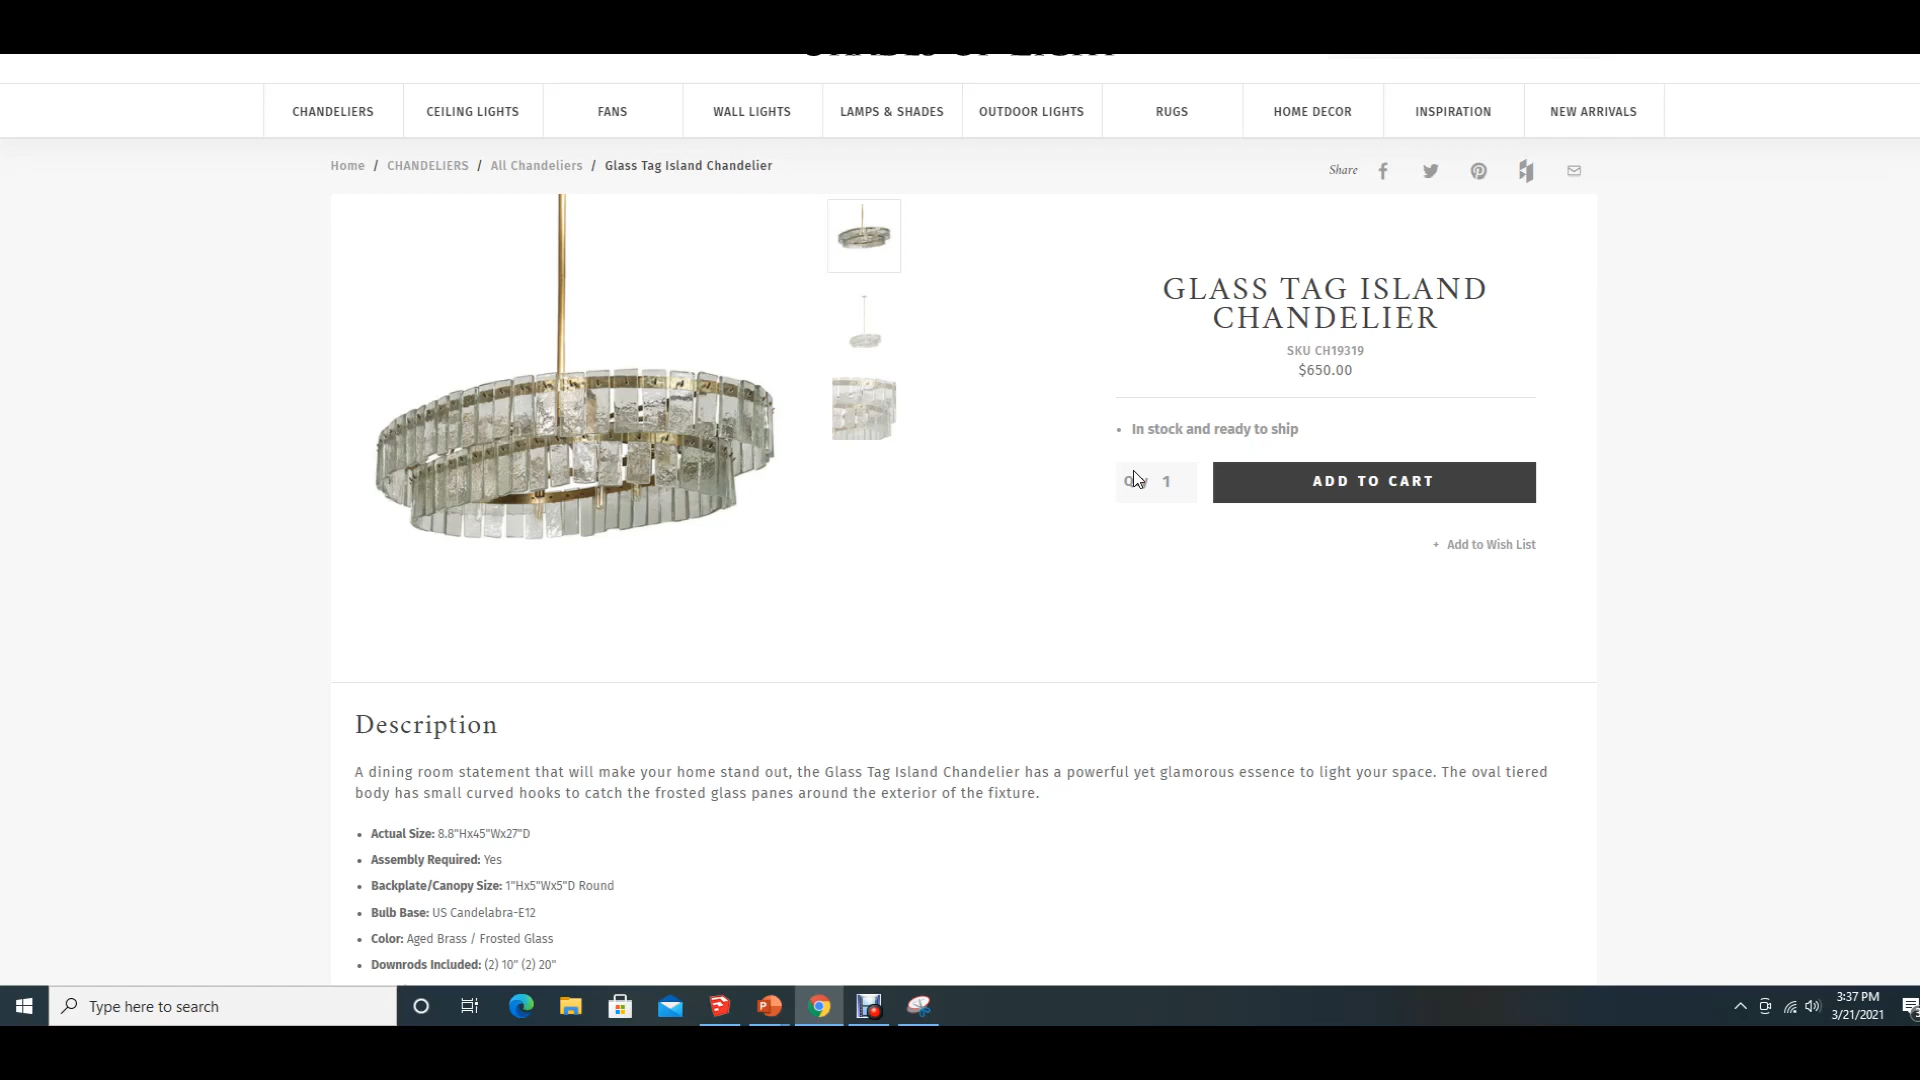 SHADES OF LIGHT
CHANDELIERS
CEILING LIGHTS
FANS
WALL LIGHTS
LAMPS & SHADES
OUTDOOR LIGHTS
RUGS
HOME DECOR
INSPIRATION
NEW ARRIVALS
Home / CHANDELIERS / All Chandeliers / Glass Tag Island Chandelier
Share
GLASS TAG ISLAND
CHANDELIER
SKU CH19319
$650.00
• In stock and ready to ship
1
ADD TO CART
+ Add to Wish List
Description
A dining room statement that will make your home stand out, the Glass Tag Island Chandelier has a powerful yet glamorous essence to light your space. The oval tiered
body has small curved hooks to catch the frosted glass panes around the exterior of the fixture.
• Actual Size: 8.8"Hx45"Wx27"D
• Assembly Required: Yes
• Backplate/Canopy Size: 1"Hx5"Wx5"D Round
• Bulb Base: US Candelabra-E12
• Color: Aged Brass / Frosted Glass
• Downrods Included: (2) 10" (2) 20"
Type here to search
3:37 PM
3/21/2021